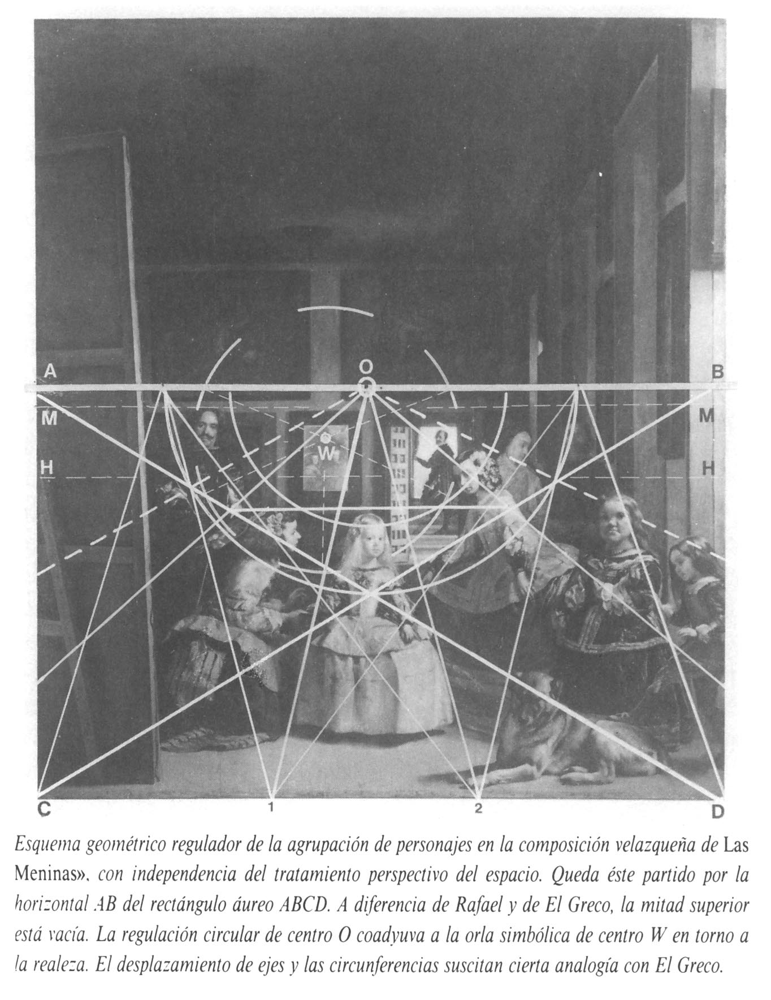 O
A B
M M
W
H H
C 1 2 D
Esquema geométrico regulador de la agrupación de personajes en la composición velazqueña de Las
Meninas», con independencia del tratamiento perspectivo del espacio. Queda éste partido por la
horizontal AB del rectángulo áureo ABCD. A diferencia de Rafael y de El Greco, la mitad superior
está vacía. La regulación circular de centro O coadyuva a la orla simbólica de centro W en torno a
la realeza. El desplazamiento de ejes y las circunferencias suscitan cierta analogía con El Greco.